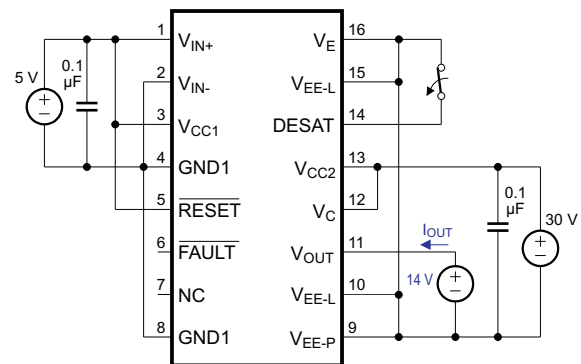 1
V_IN+
V_E
16
2
V_IN-
V_EE-L
15
5 V
0.1
µF
3
V_CC1
DESAT
14
4
GND1
V_CC2
13
5
RESET
V_C
12
0.1
µF
30 V
6
FAULT
V_OUT
11
I_OUT
7
NC
V_EE-L
10
14 V
8
GND1
V_EE-P
9